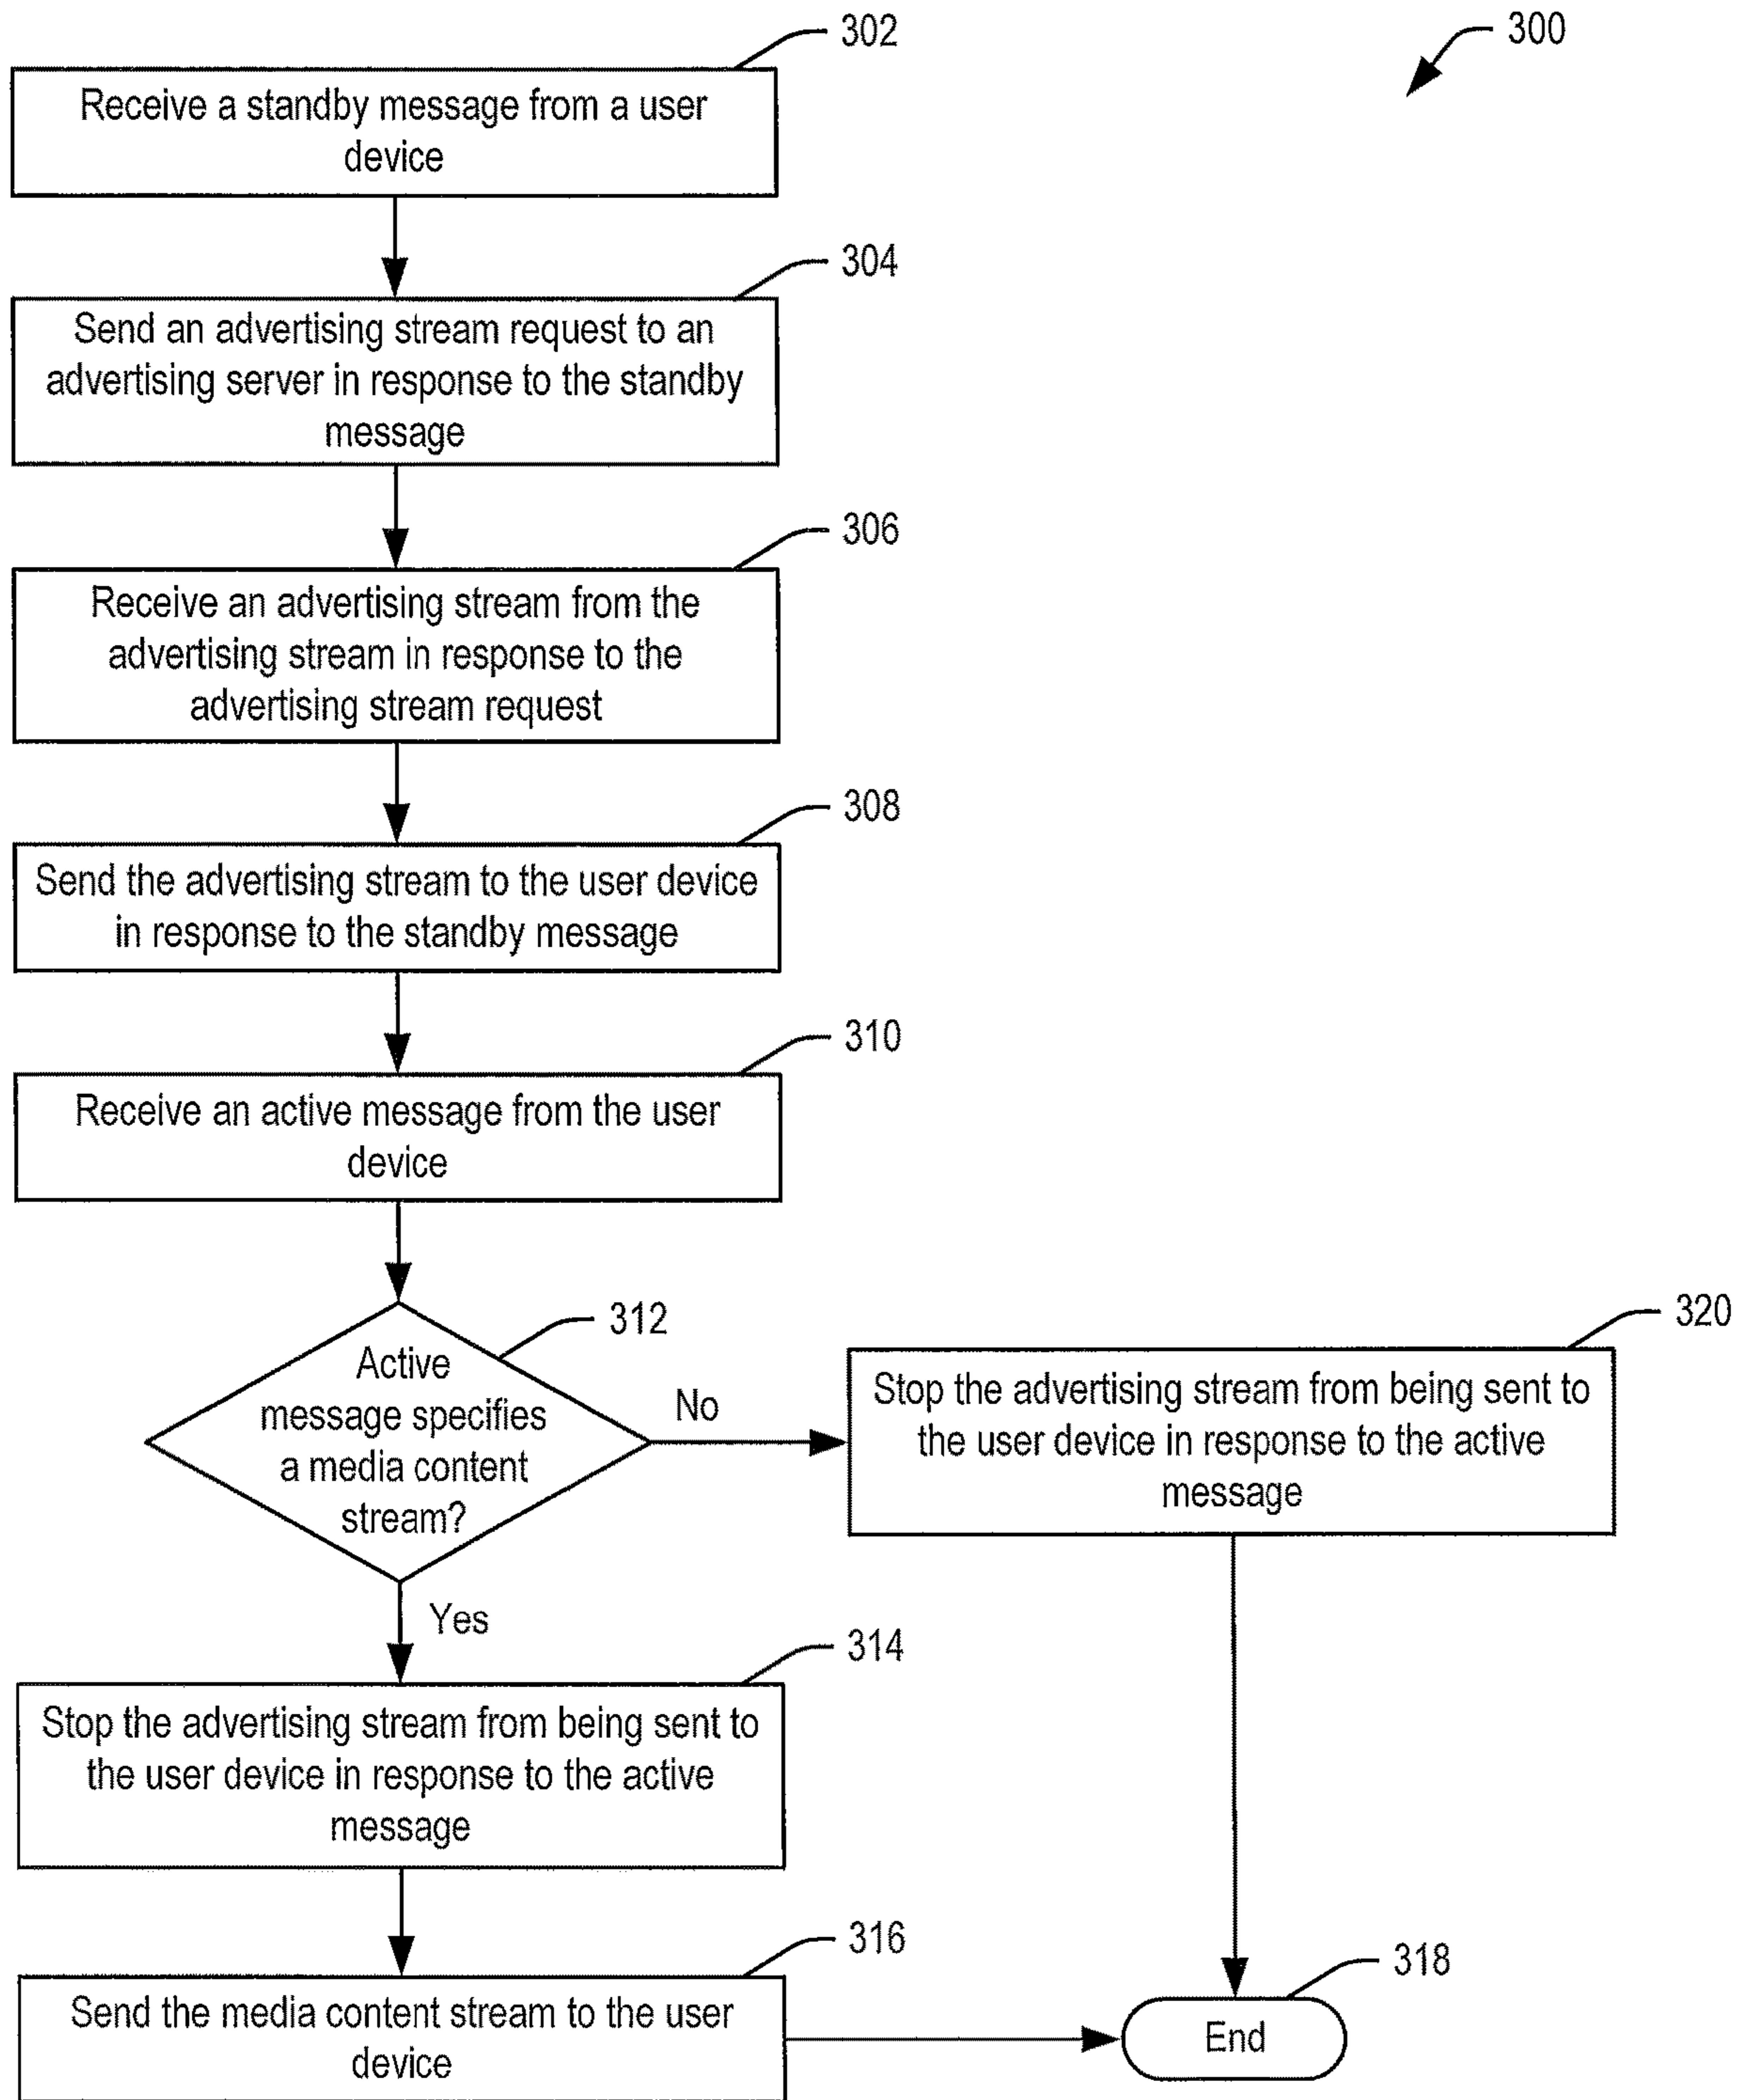 302
300
Receive a standby message from a user
device
304
Send an advertising stream request to an
advertising server in response to the standby
message
306
Receive an advertising stream from the
advertising stream in response to the
advertising stream request
308
Send the advertising stream to the user device
in response to the standby message
310
Receive an active message from the user
device
312
Active
message specifies
a media content
stream?
No
320
Stop the advertising stream from being sent to
the user device in response to the active
message
Yes
314
Stop the advertising stream from being sent to
the user device in response to the active
message
316
Send the media content stream to the user
device
318
End